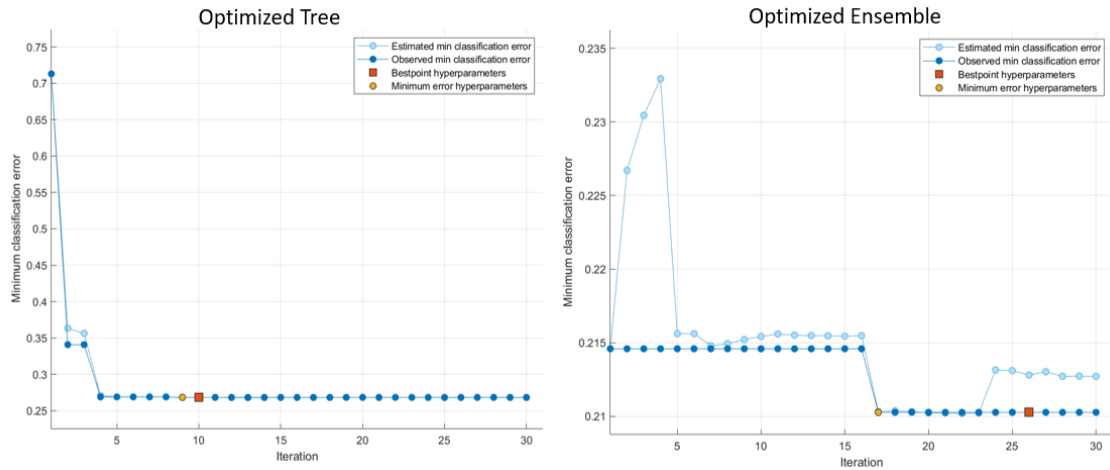 Optimized Tree
Estimated min classification error
Observed min classification error
Bestpoint hyperparameters
Minimum error hyperparameters
0.75
0.7
0.65
0.6
0.55
0.5
0.45
0.4
0.35
0.3
0.25
Minimum classification error
5
10
15
20
25
30
Iteration
Optimized Ensemble
Estimated min classification error
Observed min classification error
Bestpoint hyperparameters
Minimum error hyperparameters
0.235
0.23
0.225
0.22
0.215
0.21
Minimum classification error
5
10
15
20
25
30
Iteration